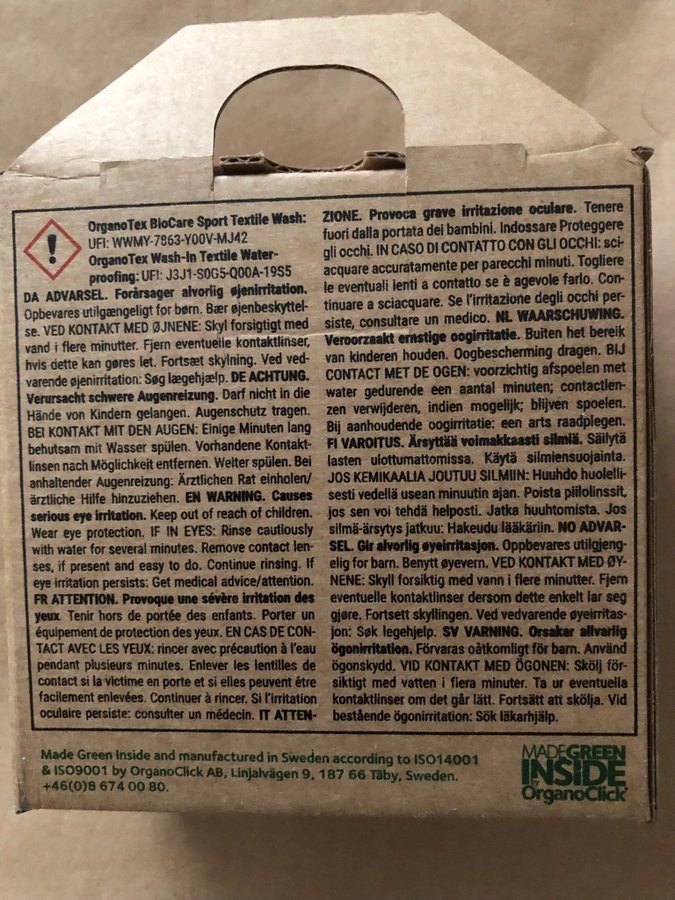 OrganoTex BioCare Sport Textile Wash:
UFI: WWMY-7863-Y00V-MJ42
OrganoTex Wash-In Textile Water-
proofing: UFI: J3J1-S0G5-Q00A-19S5
DA ADVARSEL. Forårsager alvorlig øjenirritation.
Opbevares utilgængeligt for børn. Bær øjenbeskyttel-
se. VED KONTAKT MED ØJNENE: Skyl forsigtigt med
vand i flere minutter. Fjern eventuelle kontaktlinser,
hvis dette kan gøres let. Fortsæt skylning. Ved ved-
varende øjenirritation: Søg lægehjælp. DE ACHTUNG.
Verursacht schwere Augenreizung. Darf nicht in die
Hände von Kindern gelangen. Augenschutz tragen.
BEI KONTAKT MIT DEN AUGEN: Einige Minuten lang
behutsam mit Wasser spülen. Vorhandene Kontakt-
linsen nach Möglichkeit entfernen. Weiter spülen. Bei
anhaltender Augenreizung: Ärztlichen Rat einholen/
ärztliche Hilfe hinzuziehen. EN WARNING. Causes
serious eye irritation. Keep out of reach of children.
Wear eye protection. IF IN EYES: Rinse cautiously
with water for several minutes. Remove contact len-
ses, if present and easy to do. Continue rinsing. If
eye irritation persists: Get medical advice/attention.
FR ATTENTION. Provoque une sévère irritation des
yeux. Tenir hors de portée des enfants. Porter un
équipement de protection des yeux. EN CAS DE CON-
TACT AVEC LES YEUX: rincer avec précaution à l'eau
pendant plusieurs minutes. Enlever les lentilles de
contact si la victime en porte et si elles peuvent être
facilement enlevées. Continuer à rincer. Si l'irritation
oculaire persiste: consulter un médecin. IT ATTEN-
ZIONE. Provoca grave irritazione oculare. Tenere
fuori dalla portata dei bambini. Indossare Proteggere
gli occhi. IN CASO DI CONTATTO CON GLI OCCHI: sci-
acquare accuratamente per parecchi minuti. Togliere
le eventuali lenti a contatto se è agevole farlo. Con-
tinuare a sciacquare. Se l'irritazione degli occhi per-
siste, consultare un medico. NL WAARSCHUWING.
Veroorzaakt ernstige oogirritatie. Buiten het bereik
van kinderen houden. Oogbescherming dragen. BIJ
CONTACT MET DE OGEN: voorzichtig afspoelen met
water gedurende een aantal minuten; contactlen-
zen verwijderen, indien mogelijk; blijven spoelen.
Bij aanhoudende oogirritatie: een arts raadplegen.
FI VAROITUS. Ärsyttää voimakkaasti silmiä. Säilytä
lasten ulottumattomissa. Käytä silmiensuojainta.
JOS KEMIKAALIA JOUTUU SILMIIN: Huuhdo huolelli-
sesti vedellä usean minuutin ajan. Poista piilolinssit,
jos sen voi tehdä helposti. Jatka huuhtomista. Jos
silmä-ärsytys jatkuu: Hakeudu lääkäriin. NO ADVAR-
SEL. Gir alvorlig øyeirritasjon. Oppbevares utilgjeng-
elig for barn. Benytt øyevern. VED KONTAKT MED ØY-
NENE: Skyll forsiktig med vann i flere minutter. Fjern
eventuelle kontaktlinser dersom dette enkelt lar seg
gjøre. Fortsett skyllingen. Ved vedvarende øyeirritas-
jon: Søk legehjelp. SV VARNING. Orsakar allvarlig
ögonirritation. Förvaras oåtkomligt för barn. Använd
ögonskydd. VID KONTAKT MED ÖGONEN: Skölj för-
siktigt med vatten i flera minuter. Ta ur eventuella
kontaktlinser om det går lätt. Fortsätt att skölja. Vid
bestående ögonirritation: Sök läkarhjälp.
Made Green Inside and manufactured in Sweden according to ISO14001
& ISO9001 by OrganoClick AB, Linjalvägen 9, 187 66 Täby, Sweden.
+46(0)8 674 00 80.
MADEGREEN
INSIDE
by
OrganoClick